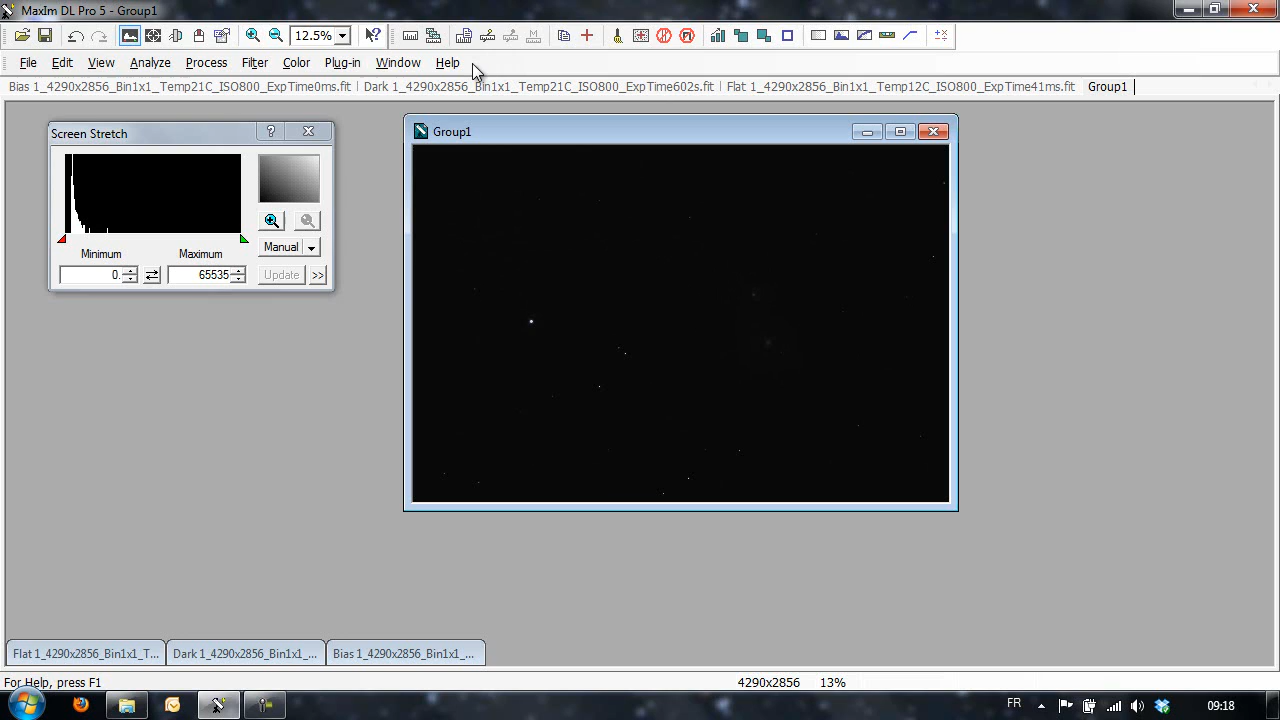 MaxIm DL Pro 5 - Group1
12.5%
File Edit View Analyze Process Filter Color Plug-in Window Help
Bias 1_4290x2856_Bin1x1_Temp21C_ISO800_ExpTime0ms.fit Dark 1_4290x2856_Bin1x1_Temp21C_ISO800_ExpTime602s.fit Flat 1_4290x2856_Bin1x1_Temp12C_ISO800_ExpTime41ms.fit Group1
Screen Stretch
?
Group1
Minimum Maximum
Manual
0. 65535 Update >>
Flat 1_4290x2856_Bin1x1_T... Dark 1_4290x2856_Bin1x1_... Bias 1_4290x2856_Bin1x1_...
For Help, press F1 4290x2856 13%
FR 09:18